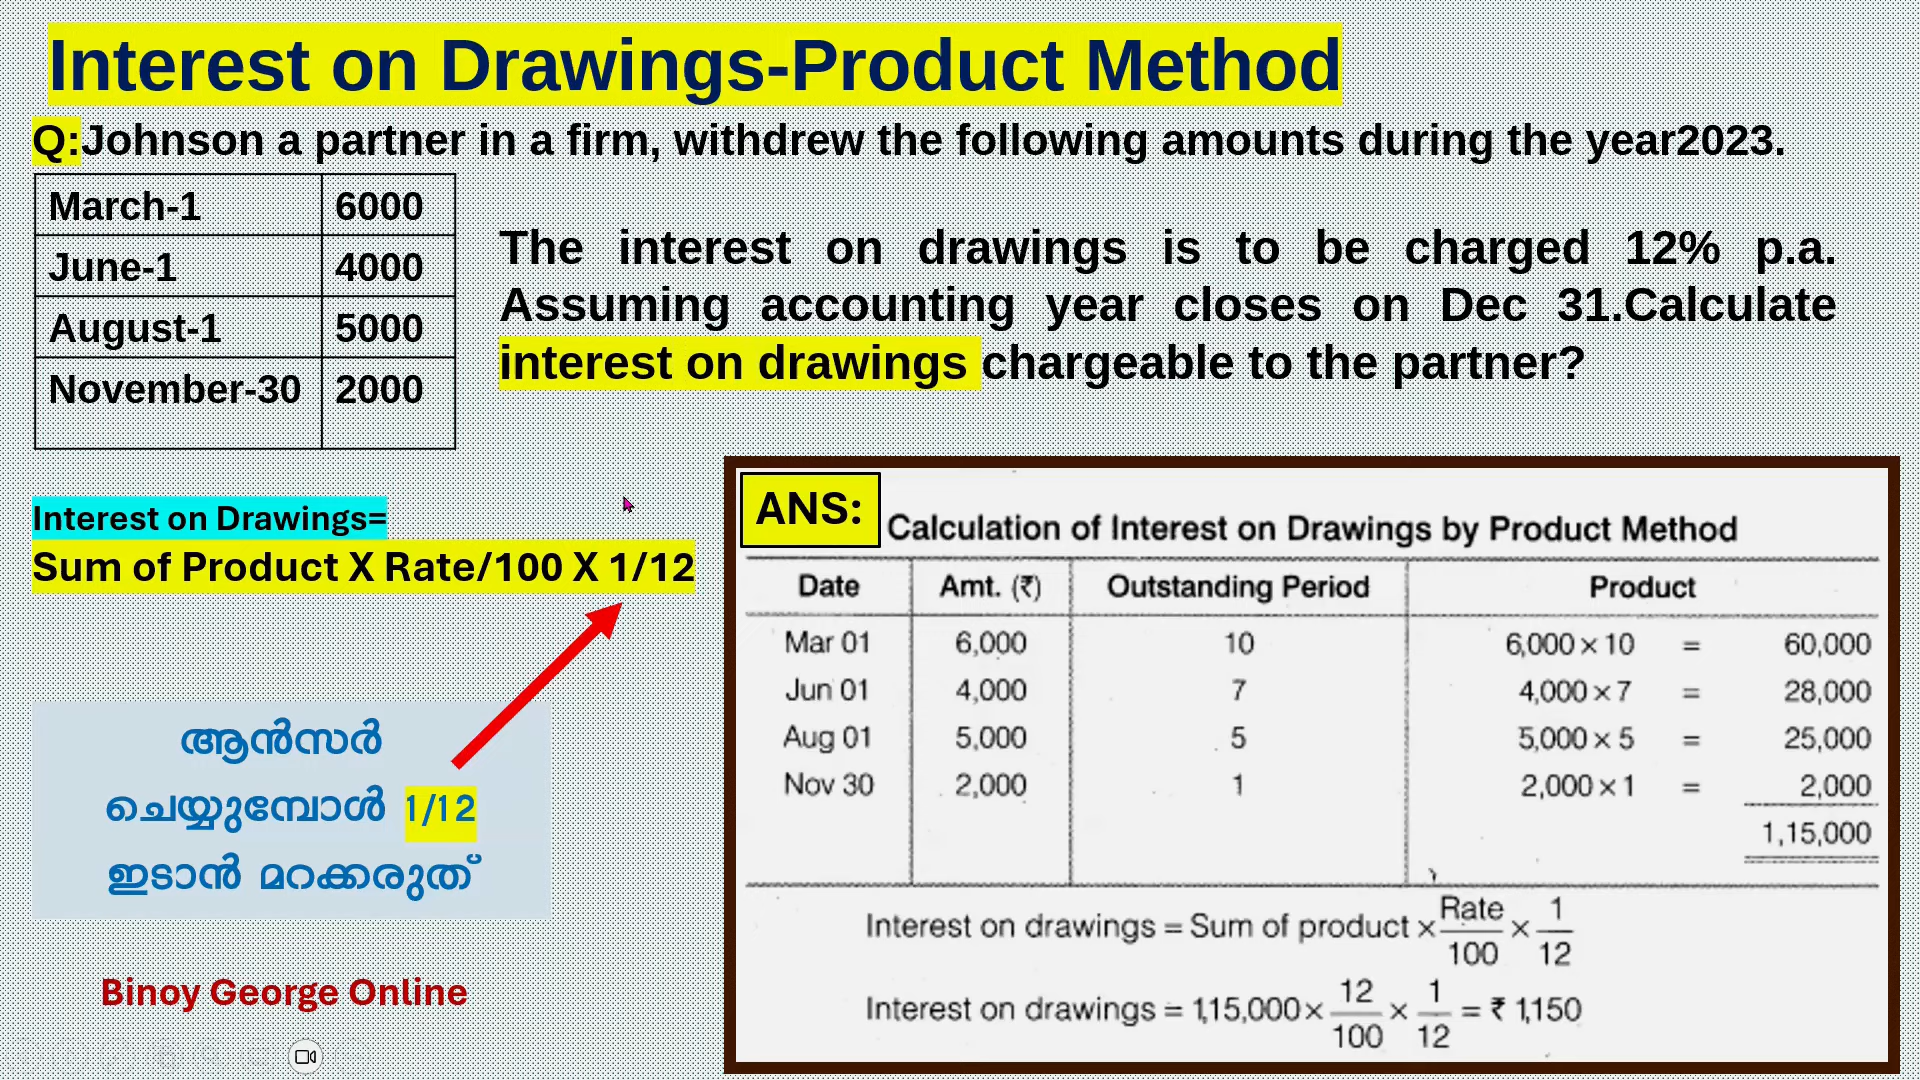 Interest on Drawings-Product Method
Q:Johnson a partner in a firm, withdrew the following amounts during the year2023.
March-1 6000
June-1 4000
August-1 5000
November-30 2000
The interest on drawings is to be charged 12% p.a.
Assuming accounting year closes on Dec 31.Calculate
interest on drawings chargeable to the partner?
Interest on Drawings=
Sum of Product X Rate/100 X 1/12
ആൻസർ
ചെയ്യുമ്പോൾ 1/12
ഇടാൻ മറക്കരുത്
Binoy George Online
ANS:
Calculation of Interest on Drawings by Product Method
Date Amt. (₹) Outstanding Period Product
Mar 01 6,000 10 6,000 × 10 = 60,000
Jun 01 4,000 7 4,000 × 7 = 28,000
Aug 01 5,000 5 5,000 × 5 = 25,000
Nov 30 2,000 1 2,000 × 1 = 2,000
1,15,000
Interest on drawings = Sum of product × Rate/100 × 1/12
Interest on drawings = 1,15,000 × 12/100 × 1/12 = ₹ 1,150